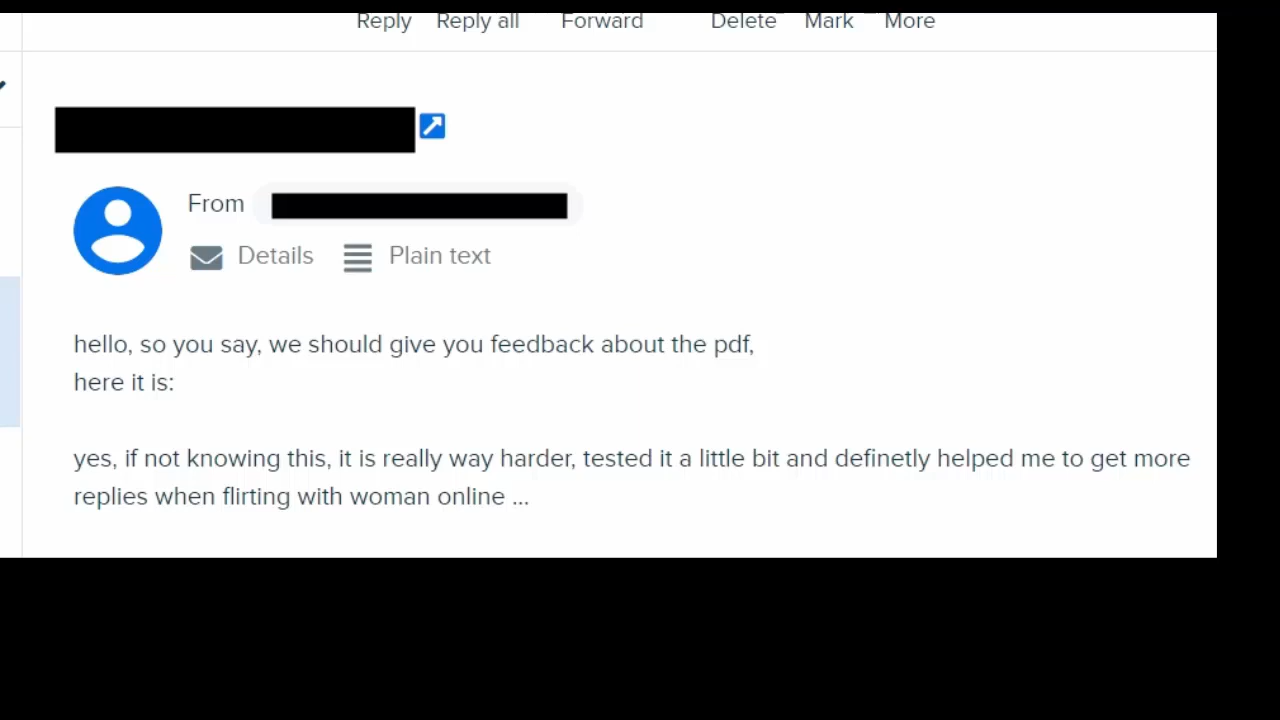 Reply Reply all Forward Delete Mark More
From
Details Plain text
hello, so you say, we should give you feedback about the pdf,
here it is:
yes, if not knowing this, it is really way harder, tested it a little bit and definetly helped me to get more
replies when flirting with woman online ...